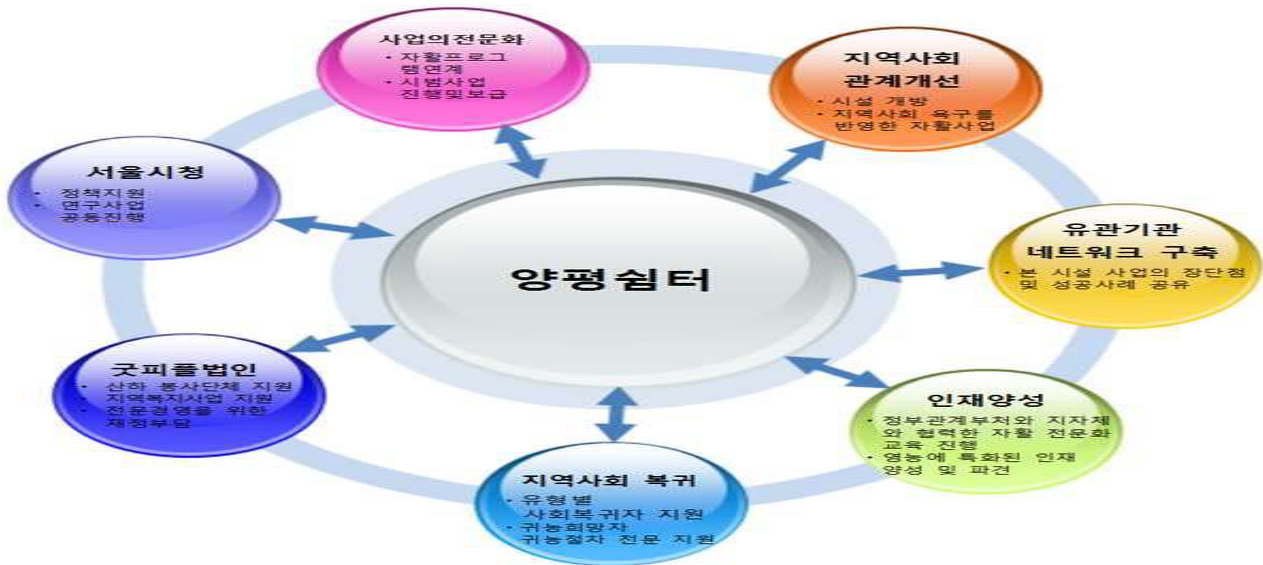 사업의전문화
• 자활프로그
램연계
• 시범사업
진행및보급
지역사회
관계개선
• 시설 개방
• 지역사회 욕구를
반영한 자활사업
서울시청
• 정책지원
• 연구사업
공동진행
유관기관
네트워크 구축
• 본 시설 사업의 장단점
및 성공사례 공유
양평쉼터
굿피플법인
• 산하 봉사단체 지원
• 지역복지사업 지원
• 전문경영을 위한
재정부담
인재양성
• 정부관계부처와 지자체
와 협력한 자활 전문화
교육 진행
• 영농에 특화된 인재
양성 및 파견
지역사회 복귀
• 유형별
사회복귀자 지원
• 귀농희망자
귀농절차 전문 지원